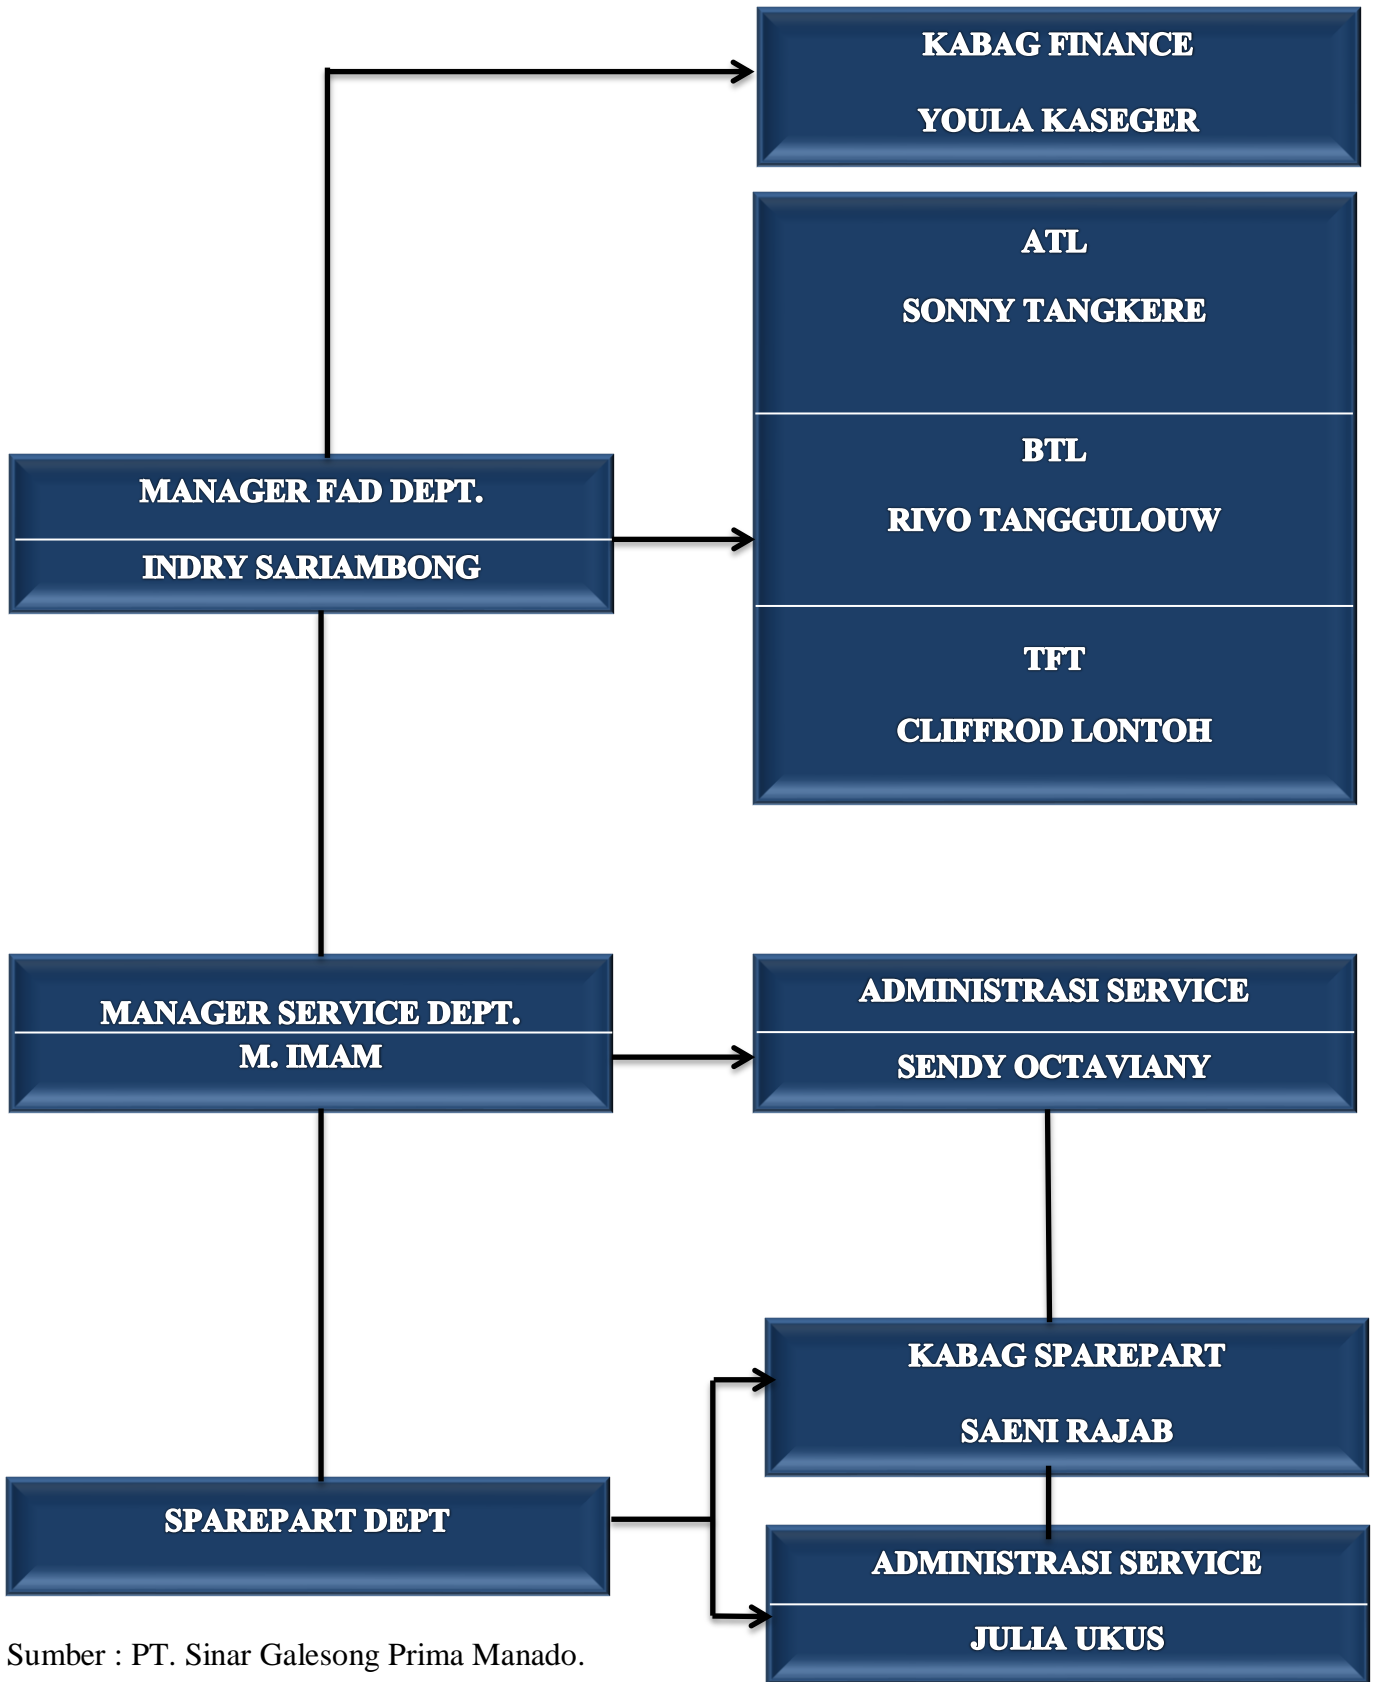 KABAG FINANCE
YOULA KASEGER
ATL
SONNY TANGKERE
BTL
RIVO TANGGULOUW
TFT
CLIFFROD LONTOH
MANAGER FAD DEPT.
INDRY SARIAMBONG
MANAGER SERVICE DEPT.
M. IMAM
ADMINISTRASI SERVICE
SENDY OCTAVIANY
KABAG SPAREPART
SAENI RAJAB
SPAREPART DEPT
ADMINISTRASI SERVICE
JULIA UKUS
Sumber : PT. Sinar Galesong Prima Manado.